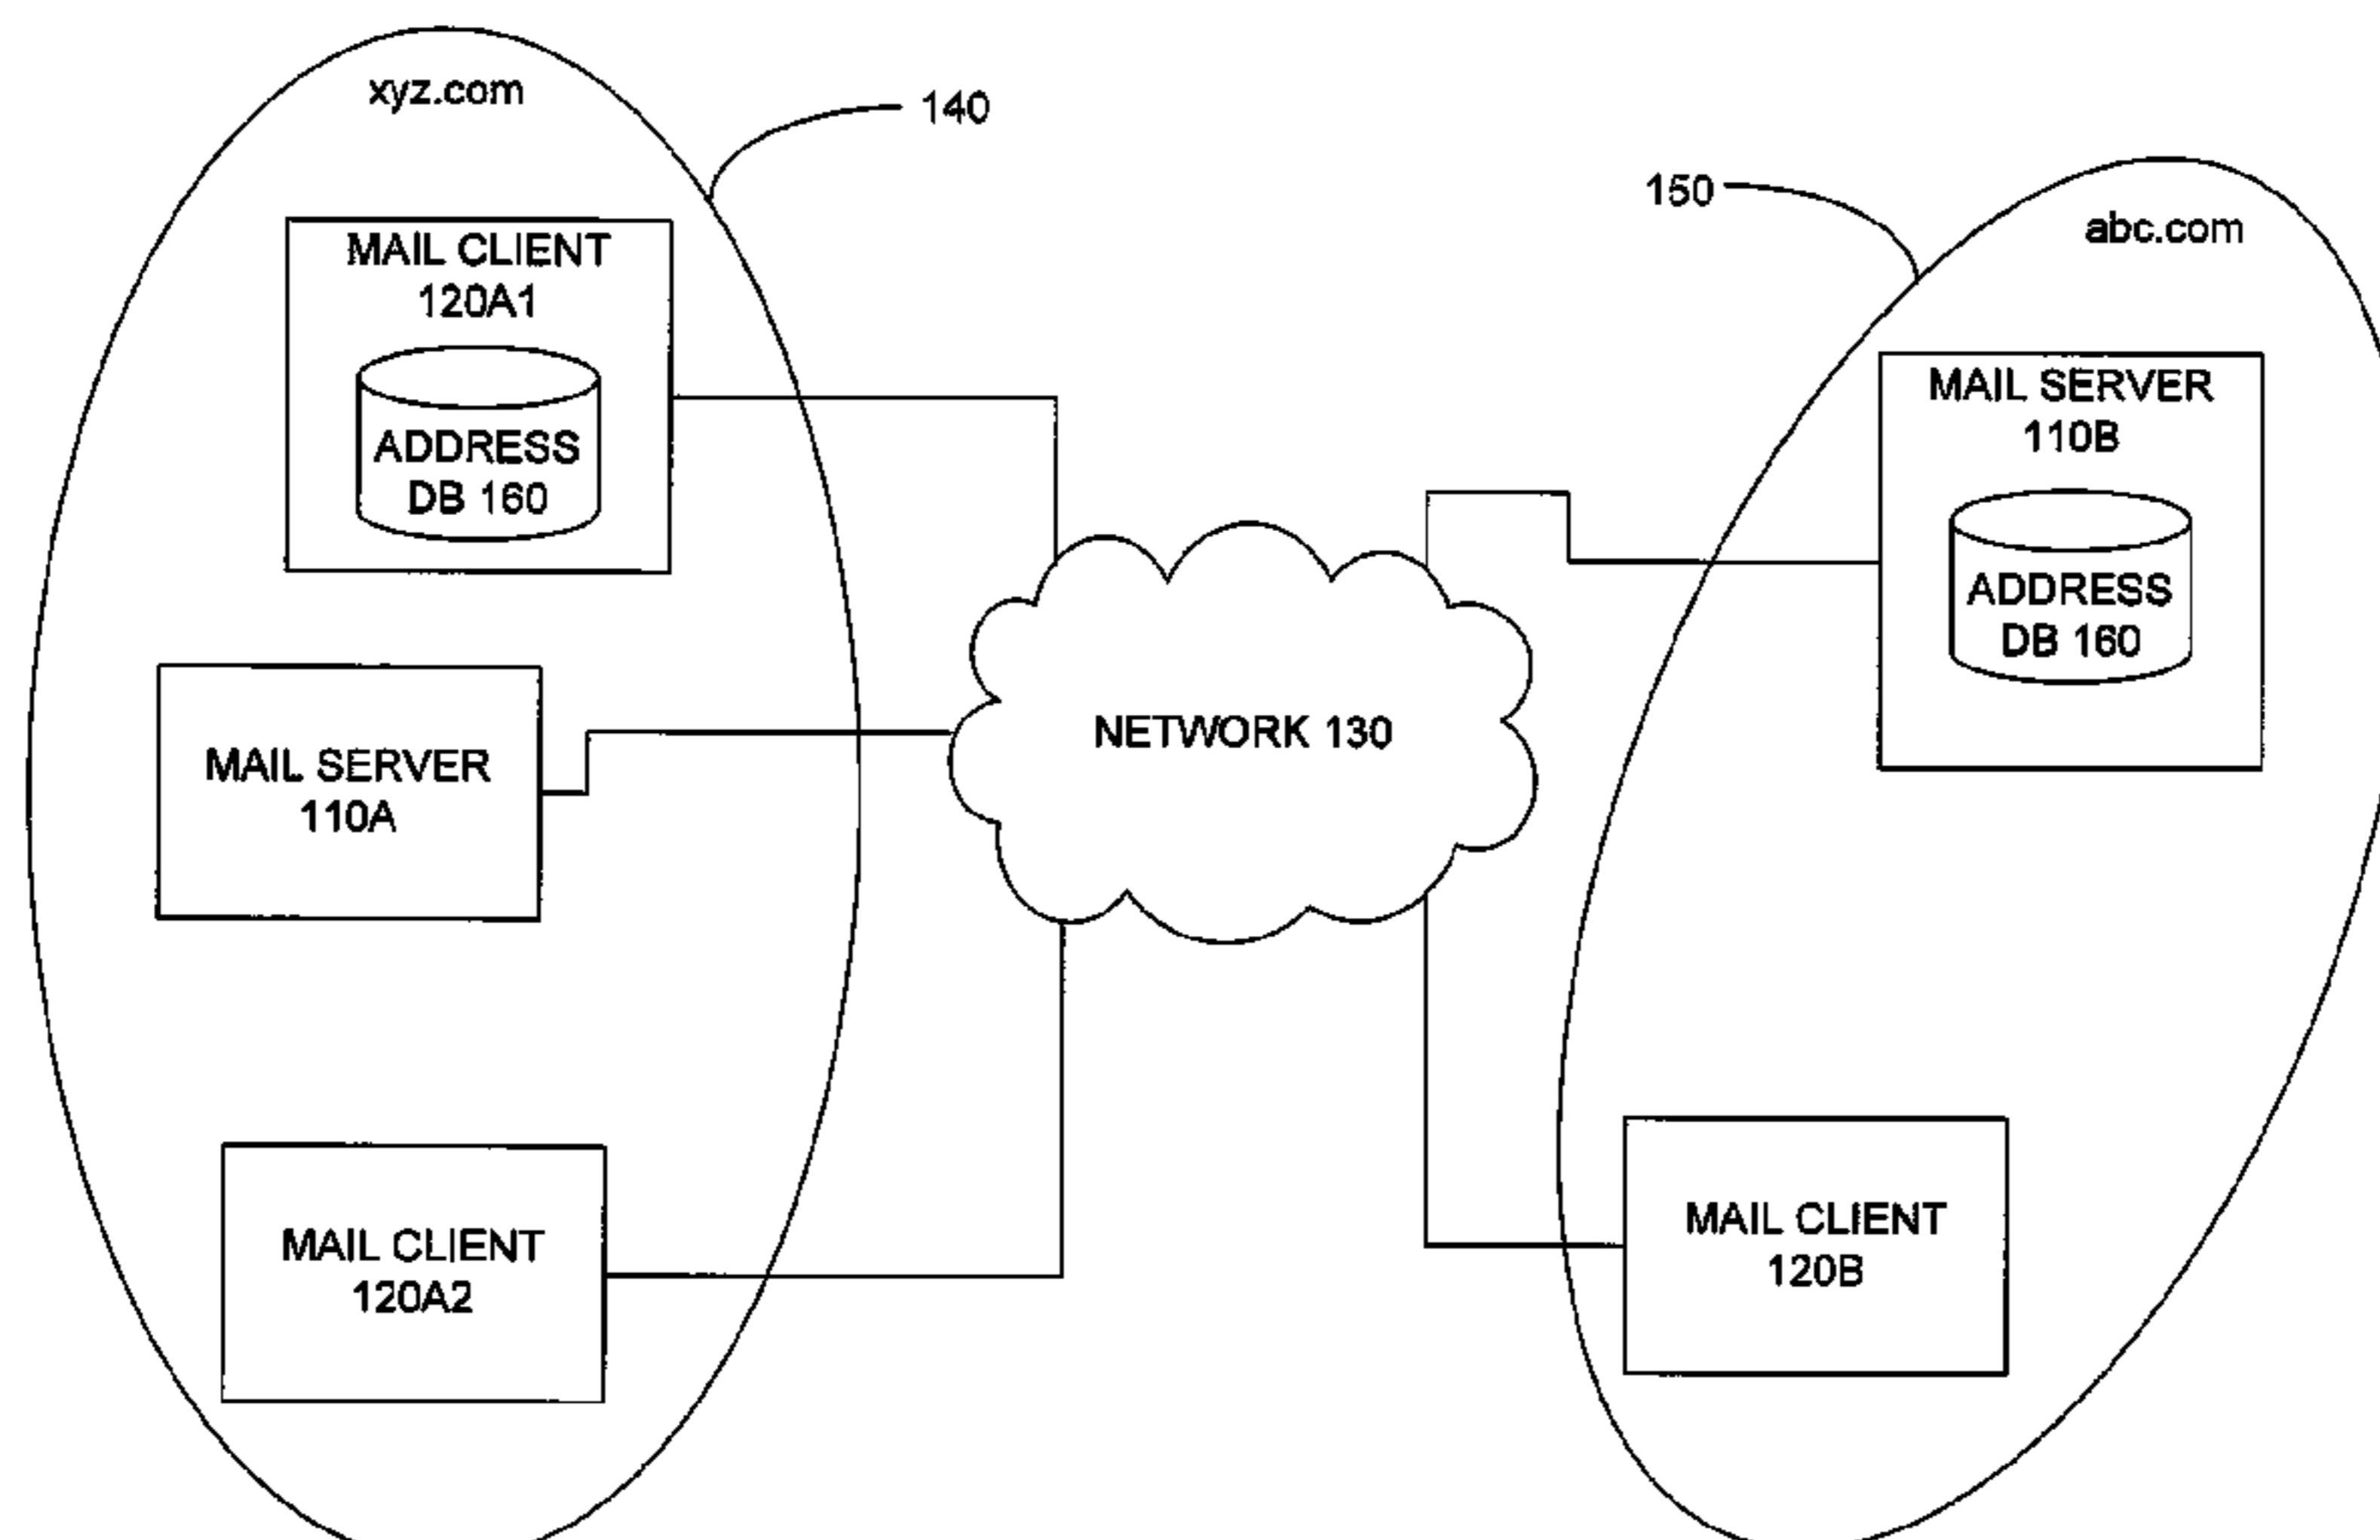 xyz.com
140
150
abc.com
MAIL CLIENT
120A1
ADDRESS
DB 160
MAIL SERVER
110B
ADDRESS
DB 160
NETWORK 130
MAIL SERVER
110A
MAIL CLIENT
120A2
MAIL CLIENT
120B